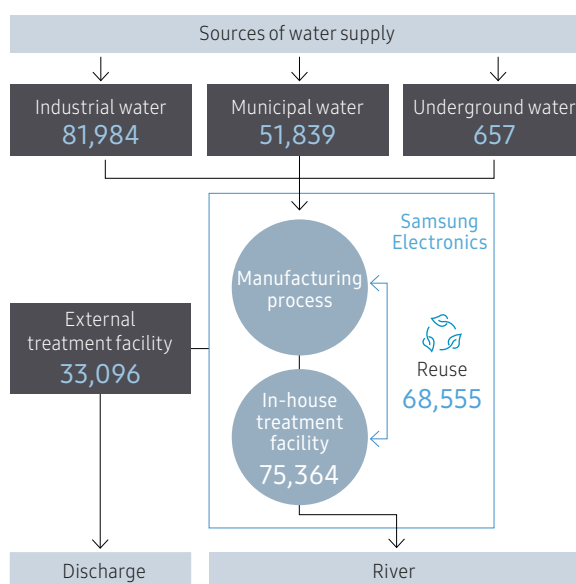 Sources of water supply
Industrial water
81,984
Municipal water
51,839
Underground water
657
Samsung
Electronics
Manufacturing
process
External
treatment facility
33,096
Reuse
68,555
In-house
treatment
facility
75,364
Discharge
River